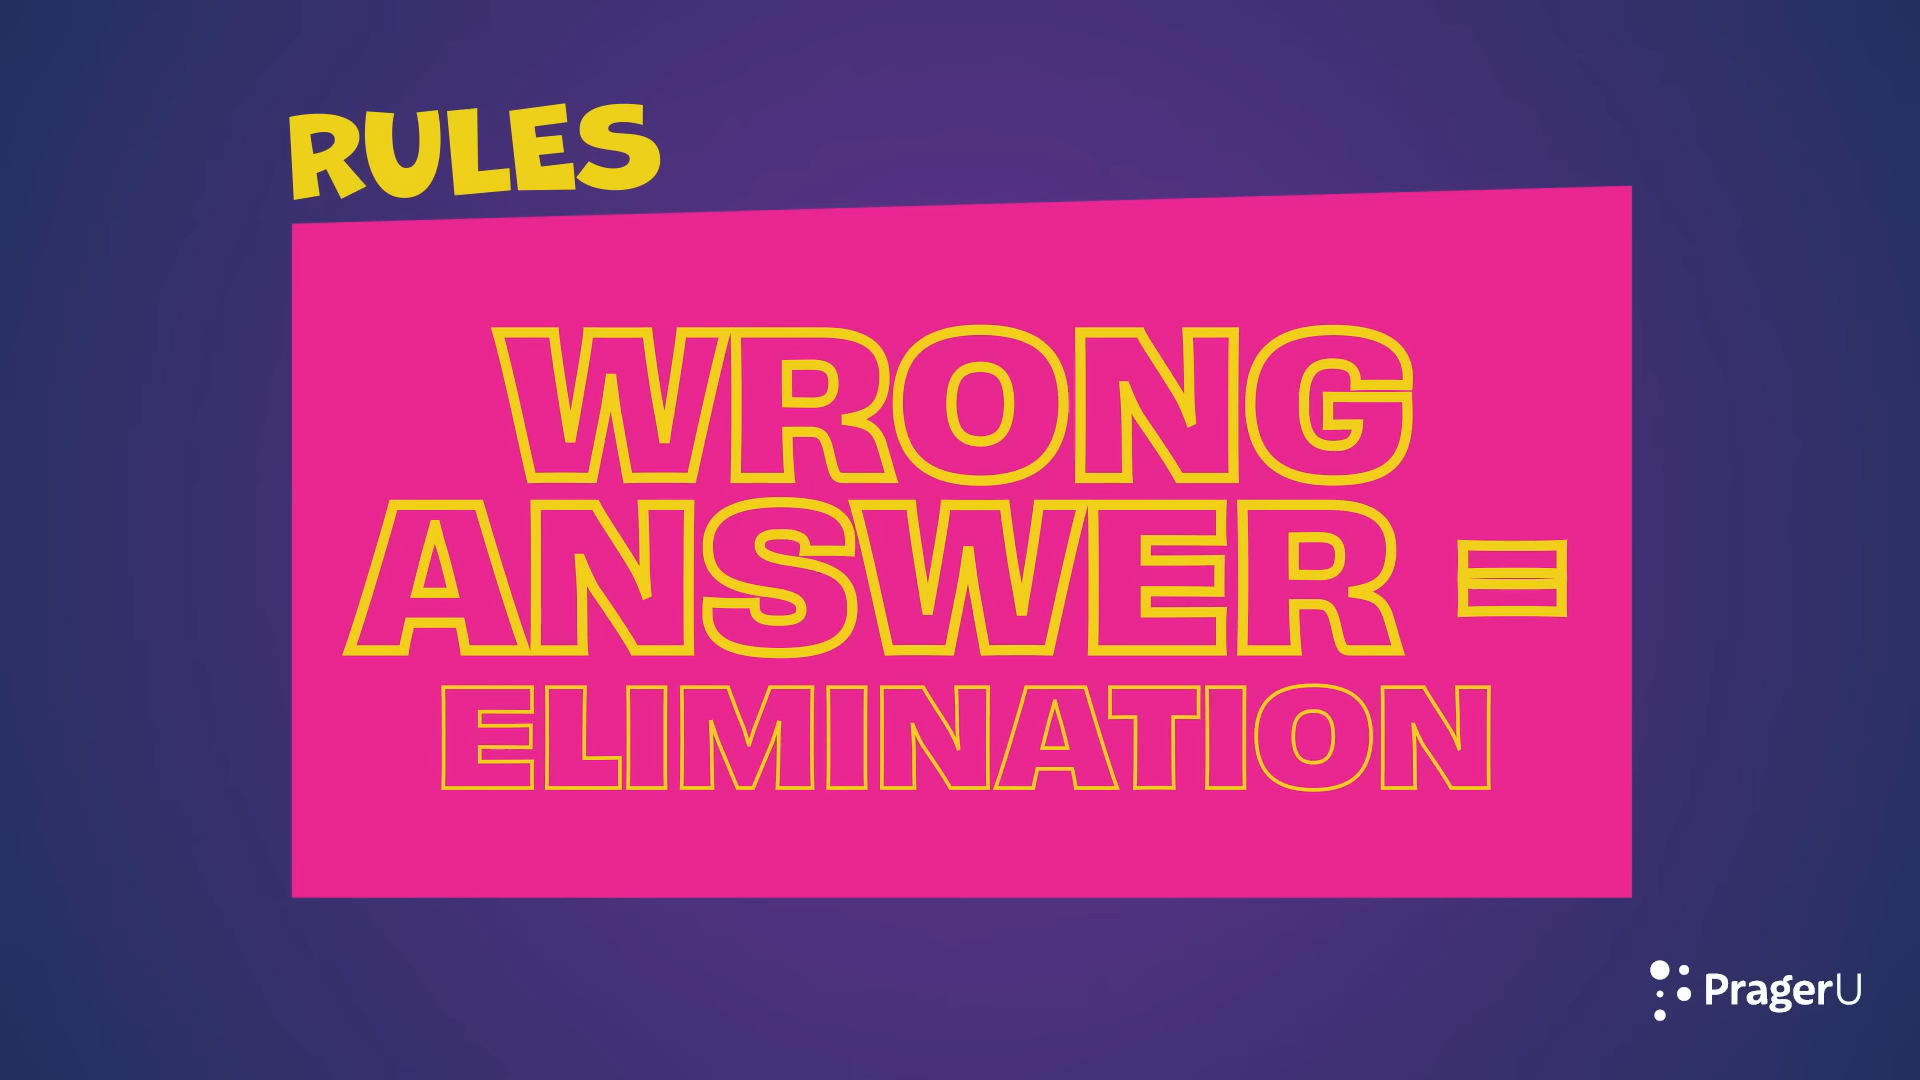 RULES
WRONG
ANSWER =
ELIMINATION
PragerU